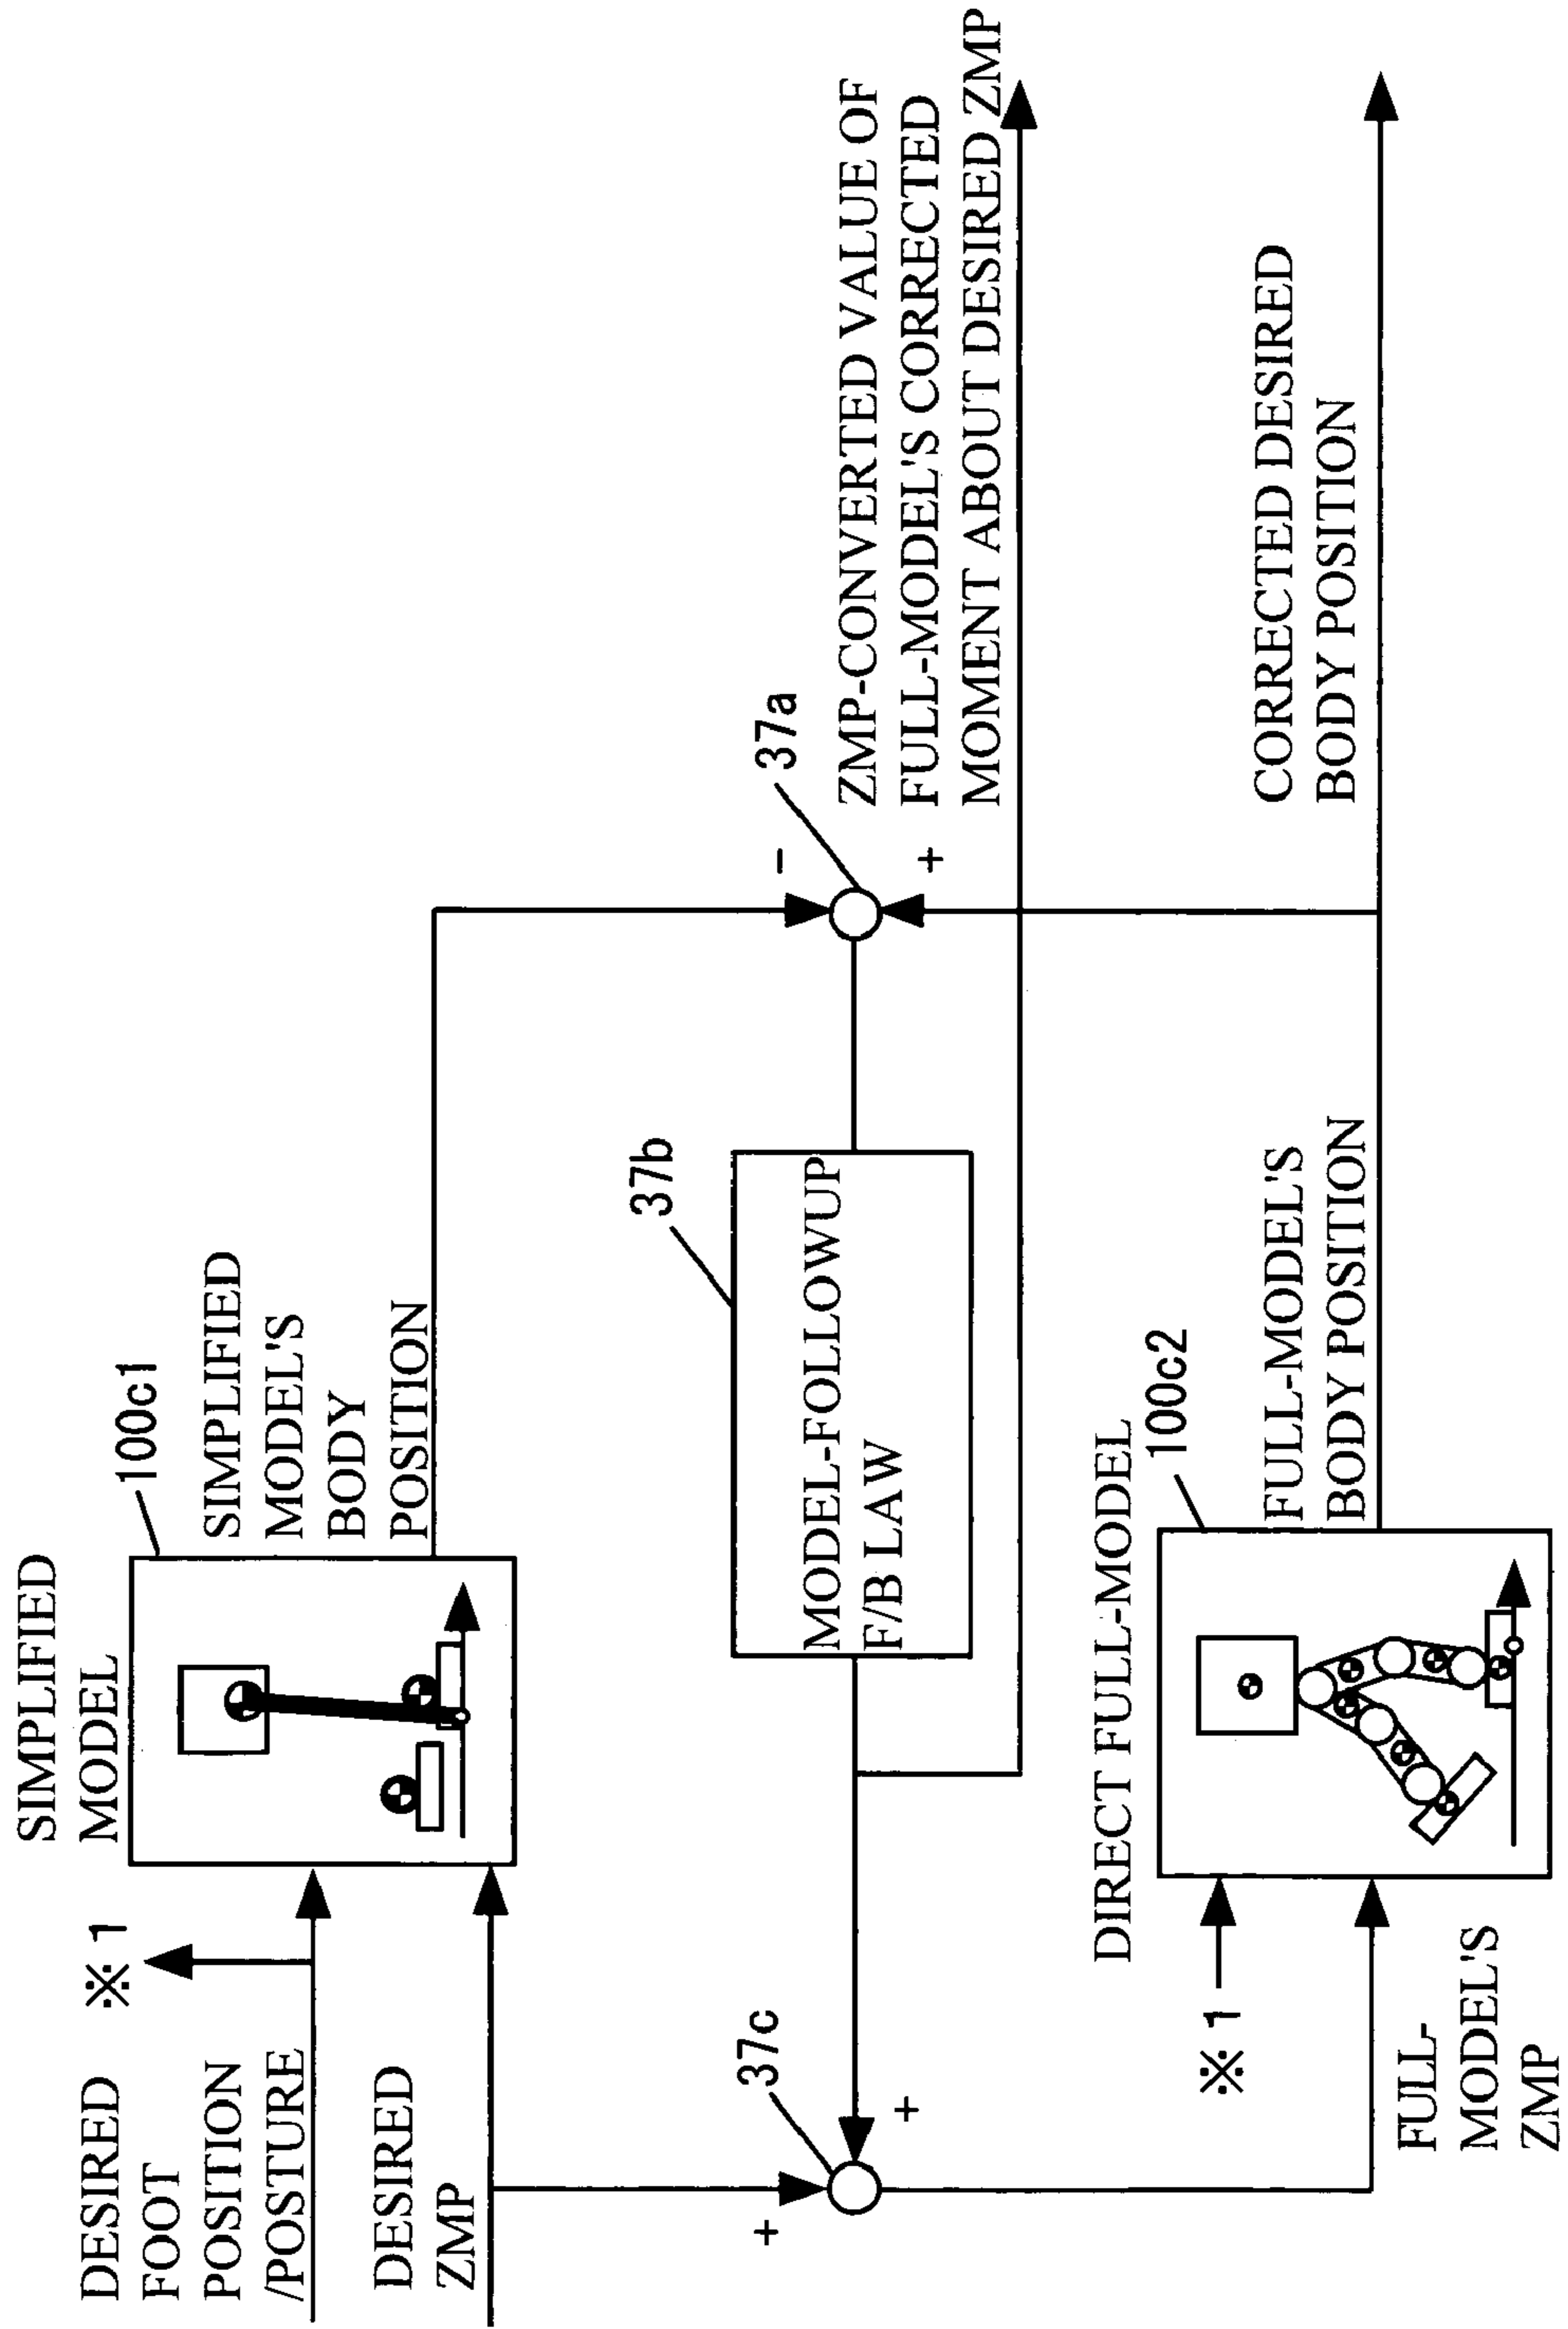 SIMPLIFIED
MODEL
100c1
DESIRED
FOOT
POSITION
/POSTURE
※1
SIMPLIFIED
MODEL'S
BODY
POSITION
DESIRED
ZMP
37c
+
+
37b
MODEL-FOLLOWUP
F/B LAW
37a
-
+
ZMP-CONVERTED VALUE OF
FULL-MODEL'S CORRECTED
MOMENT ABOUT DESIRED ZMP
DIRECT FULL-MODEL
100c2
※1
FULL-MODEL'S
BODY POSITION
CORRECTED DESIRED
BODY POSITION
FULL-
MODEL'S
ZMP